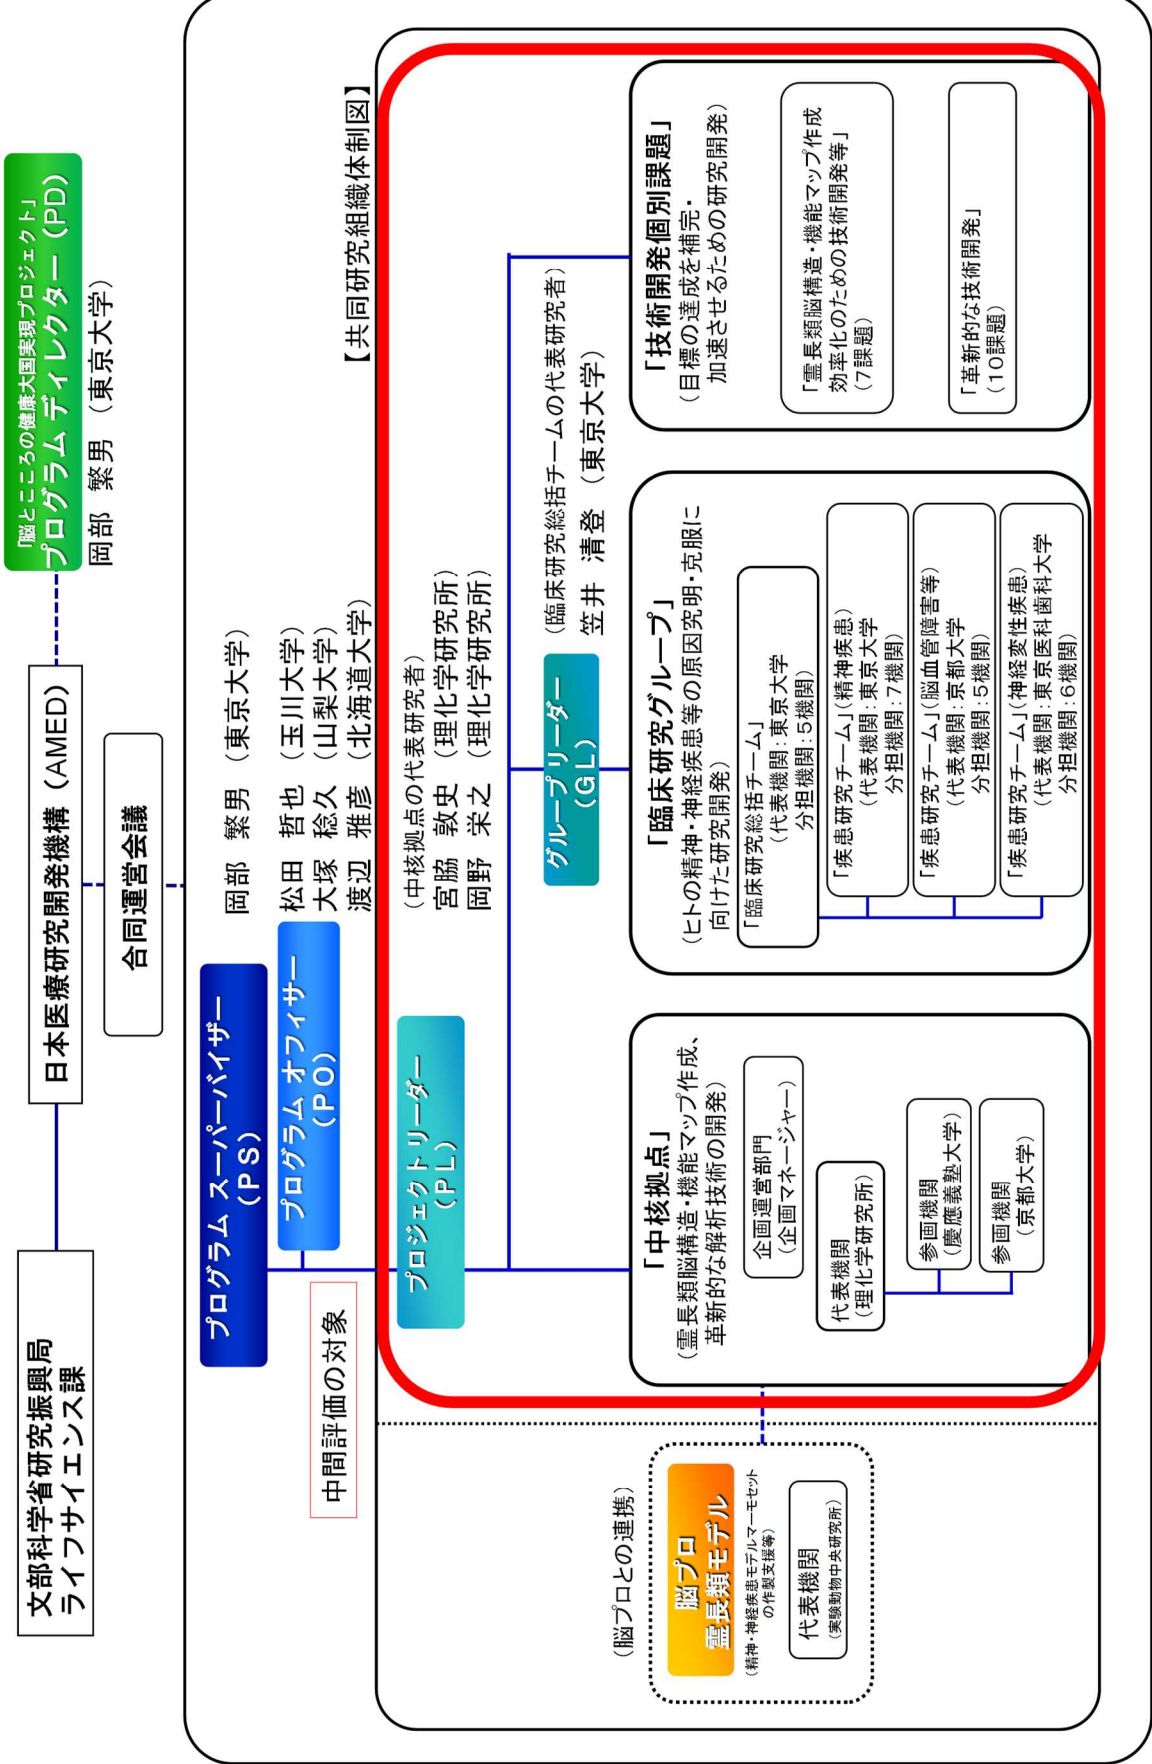 文部科学省研究振興局
ライフサイエンス課
日本医療研究開発機構（AMED）
「脳とこころの健康大国実現プロジェクト」
プログラム ディレクター（PD）
岡部 繁男 （東京大学）
合同運営会議
プログラム スーパーバイザー
（PS）
岡部 繁男 （東京大学）
プログラム オフィサー
（PO）
松田 哲也 （玉川大学）
大塚 稔久 （山梨大学）
渡辺 雅彦 （北海道大学）
中間評価の対象
【共同研究組織体制図】
プロジェクトリーダー
（PL）
（中核拠点の代表研究者）
宮脇 敦史 （理化学研究所）
岡野 栄之 （理化学研究所）
グループ リーダー
（GL）
（臨床研究総括チームの代表研究者）
笠井 清登 （東京大学）
（脳プロとの連携）
脳プロ
霊長類モデル
（精神・神経疾患モデルマーモセット
の作製支援等）
代表機関
（実験動物中央研究所）
「中核拠点」
（霊長類脳構造・機能マップ作成、
革新的な解析技術の開発）
企画運営部門
（企画マネージャー）
代表機関
（理化学研究所）
参画機関
（慶應義塾大学）
参画機関
（京都大学）
「臨床研究グループ」
（ヒトの精神・神経疾患等の原因究明・克服に
向けた研究開発）
「臨床研究総括チーム」
（代表機関：東京大学
分担機関：5機関）
「疾患研究チーム」（精神疾患）
（代表機関：東京大学
分担機関：7機関）
「疾患研究チーム」（脳血管障害等）
（代表機関：京都大学
分担機関：5機関）
「疾患研究チーム」（神経変性疾患）
（代表機関：東京医科歯科大学
分担機関：6機関）
「技術開発個別課題」
（目標の達成を補完・
加速させるための研究開発）
「霊長類脳構造・機能マップ作成
効率化のための技術開発等」
（7課題）
「革新的な技術開発」
（10課題）